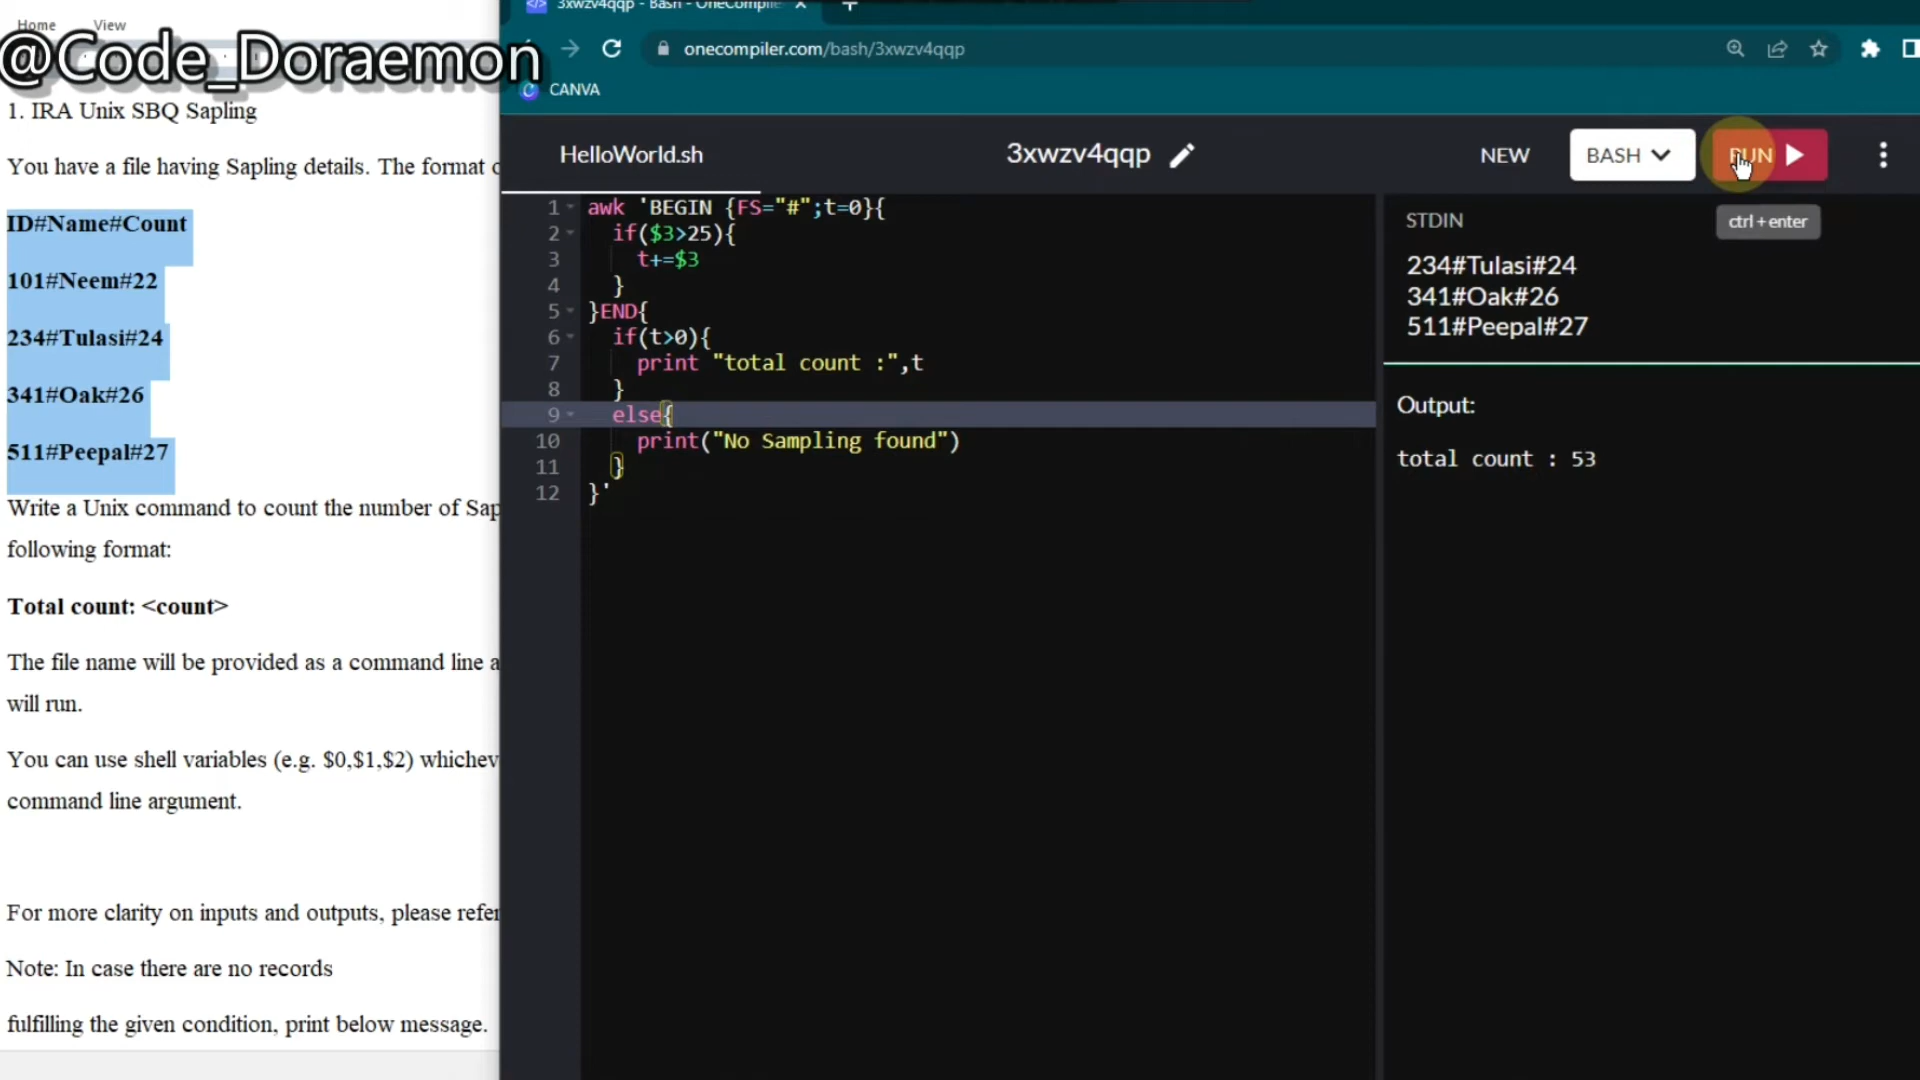 Home View
@Code_Doraemon
1. IRA Unix SBQ Sapling
You have a file having Sapling details. The format
ID#Name#Count
101#Neem#22
234#Tulasi#24
341#Oak#26
511#Peepal#27
Write a Unix command to count the number of
following format:
Total count: <count>
The file name will be provided as a command line
will run.
You can use shell variables (e.g. $0,$1,$2)
command line argument.
For more clarity on inputs and outputs, please
Note: In case there are no records
fulfilling the given condition, print below message.
3xwzv4qqp - Bash - OneCompile
onecompiler.com/bash/3xwzv4qqp
CANVA
HelloWorld.sh 3xwzv4qqp NEW BASH RUN
ctrl+enter
1 awk 'BEGIN {FS="#";t=0}{
2 if($3>25){
3 t+=$3
4 }
5 }END{
6 if(t>0){
7 print "total count :",t
8 }
9 else{
10 print("No Sampling found")
11 }
12 }'
STDIN
234#Tulasi#24
341#Oak#26
511#Peepal#27
Output:
total count : 53